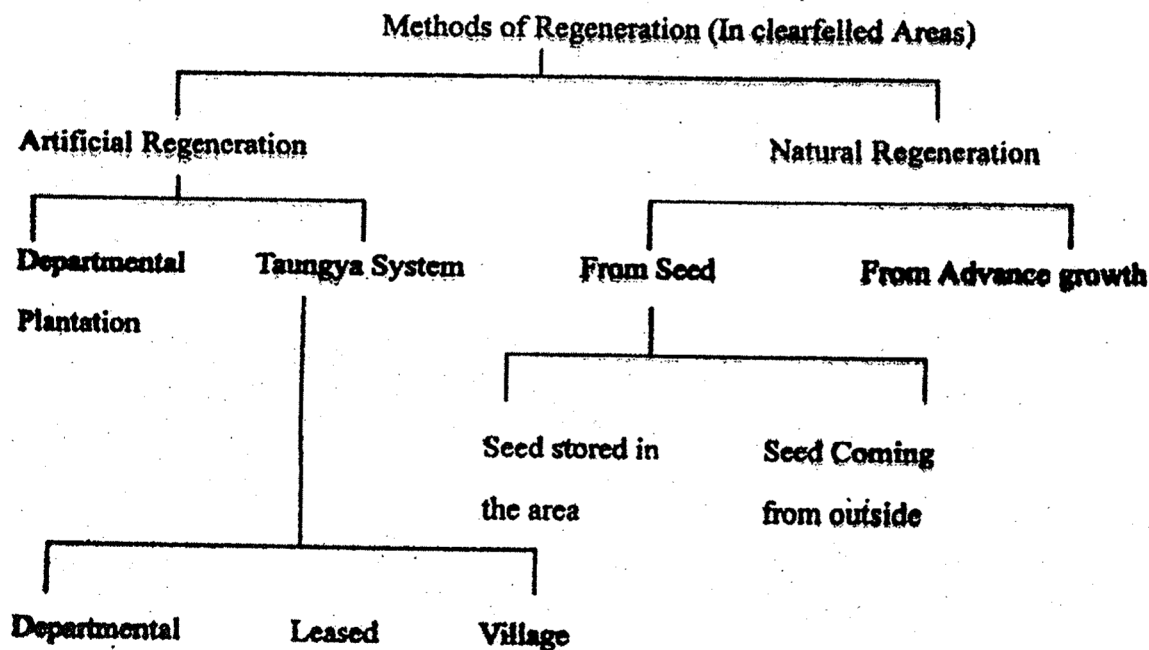 Methods of Regeneration (In clearfelled Areas)
Artificial Regeneration
Natural Regeneration
Departmental
Plantation
Taungya System
From Seed
From Advance growth
Seed stored in
the area
Seed Coming
from outside
Departmental
Leased
Village